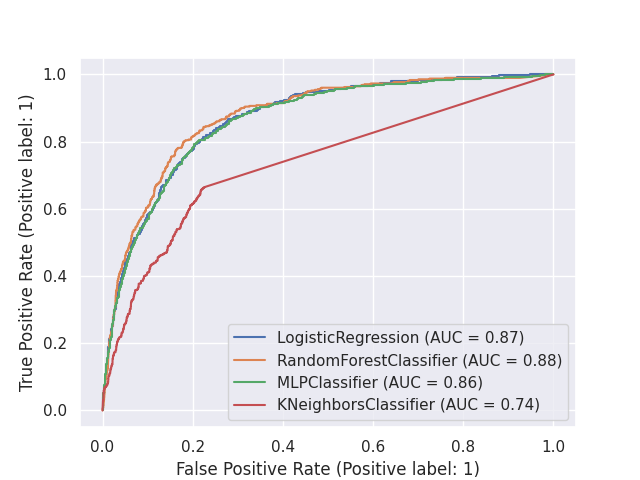 1.0
0.8
0.6
0.4
0.2
0.0
True Positive Rate (Positive label: 1)
LogisticRegression (AUC = 0.87)
RandomForestClassifier (AUC = 0.88)
MLPClassifier (AUC = 0.86)
KNeighborsClassifier (AUC = 0.74)
0.0 0.2 0.4 0.6 0.8 1.0
False Positive Rate (Positive label: 1)